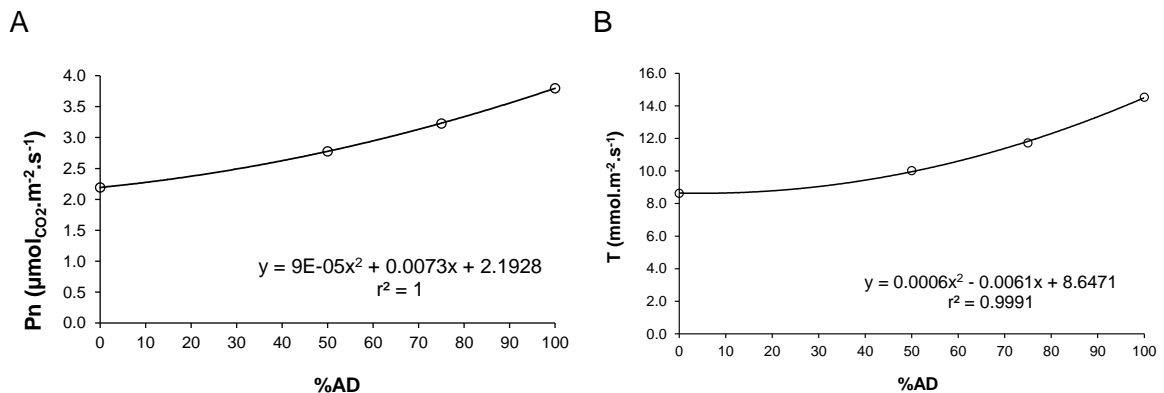 A
4.0
3.5
3.0
2.5
2.0
1.5
1.0
0.5
0.0
Pn (µmol_CO2.m⁻².s⁻¹)
y = 9E-05x² + 0.0073x + 2.1928
r² = 1
0 10 20 30 40 50 60 70 80 90 100
%AD
B
16.0
14.0
12.0
10.0
8.0
6.0
4.0
2.0
0.0
T (mmol.m⁻².s⁻¹)
y = 0.0006x² - 0.0061x + 8.6471
r² = 0.9991
0 10 20 30 40 50 60 70 80 90 100
%AD